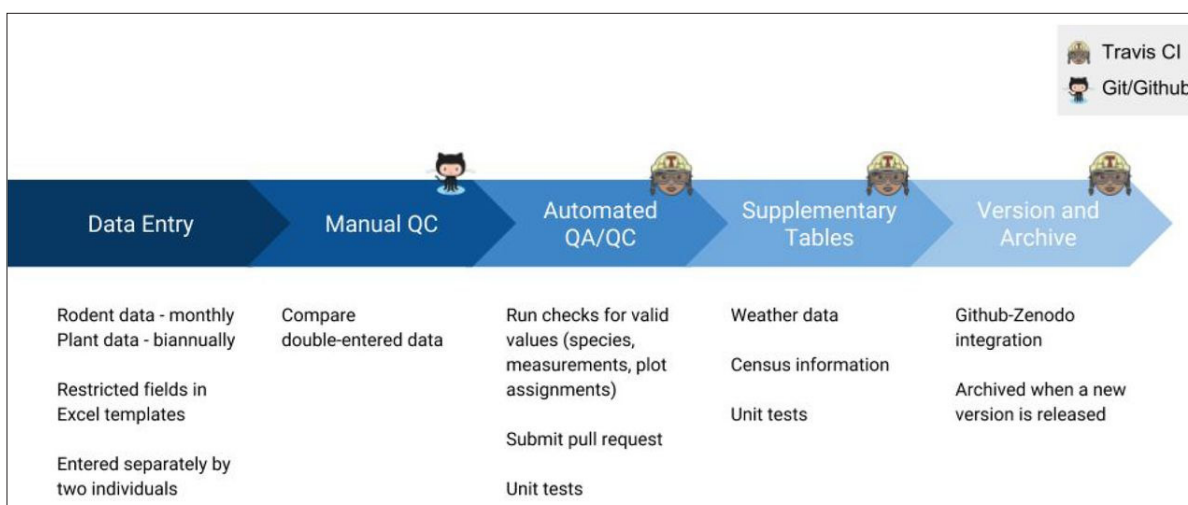 Travis CI
Git/Github
Data Entry
Manual QC
Automated
QA/QC
Supplementary
Tables
Version and
Archive
Rodent data - monthly
Plant data - biannually
Restricted fields in
Excel templates
Entered separately by
two individuals
Compare
double-entered data
Run checks for valid
values (species,
measurements, plot
assignments)
Submit pull request
Unit tests
Weather data
Census information
Unit tests
Github-Zenodo
integration
Archived when a new
version is released